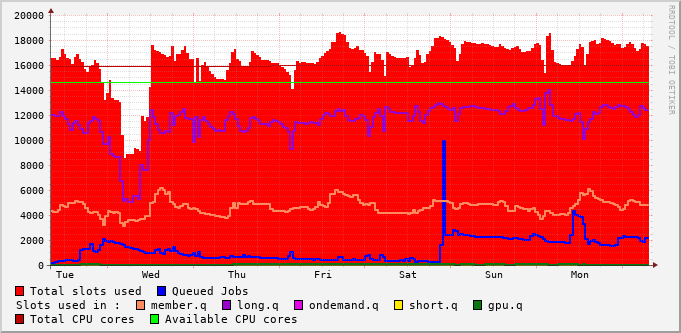 20000
18000
16000
14000
12000
10000
8000
6000
4000
2000
0
Tue Wed Thu Fri Sat Sun Mon
Total slots used Queued Jobs
Slots used in : member.q long.q ondemand.q short.q gpu.q
Total CPU cores Available CPU cores
RRDTOOL / TOBI OETIKER